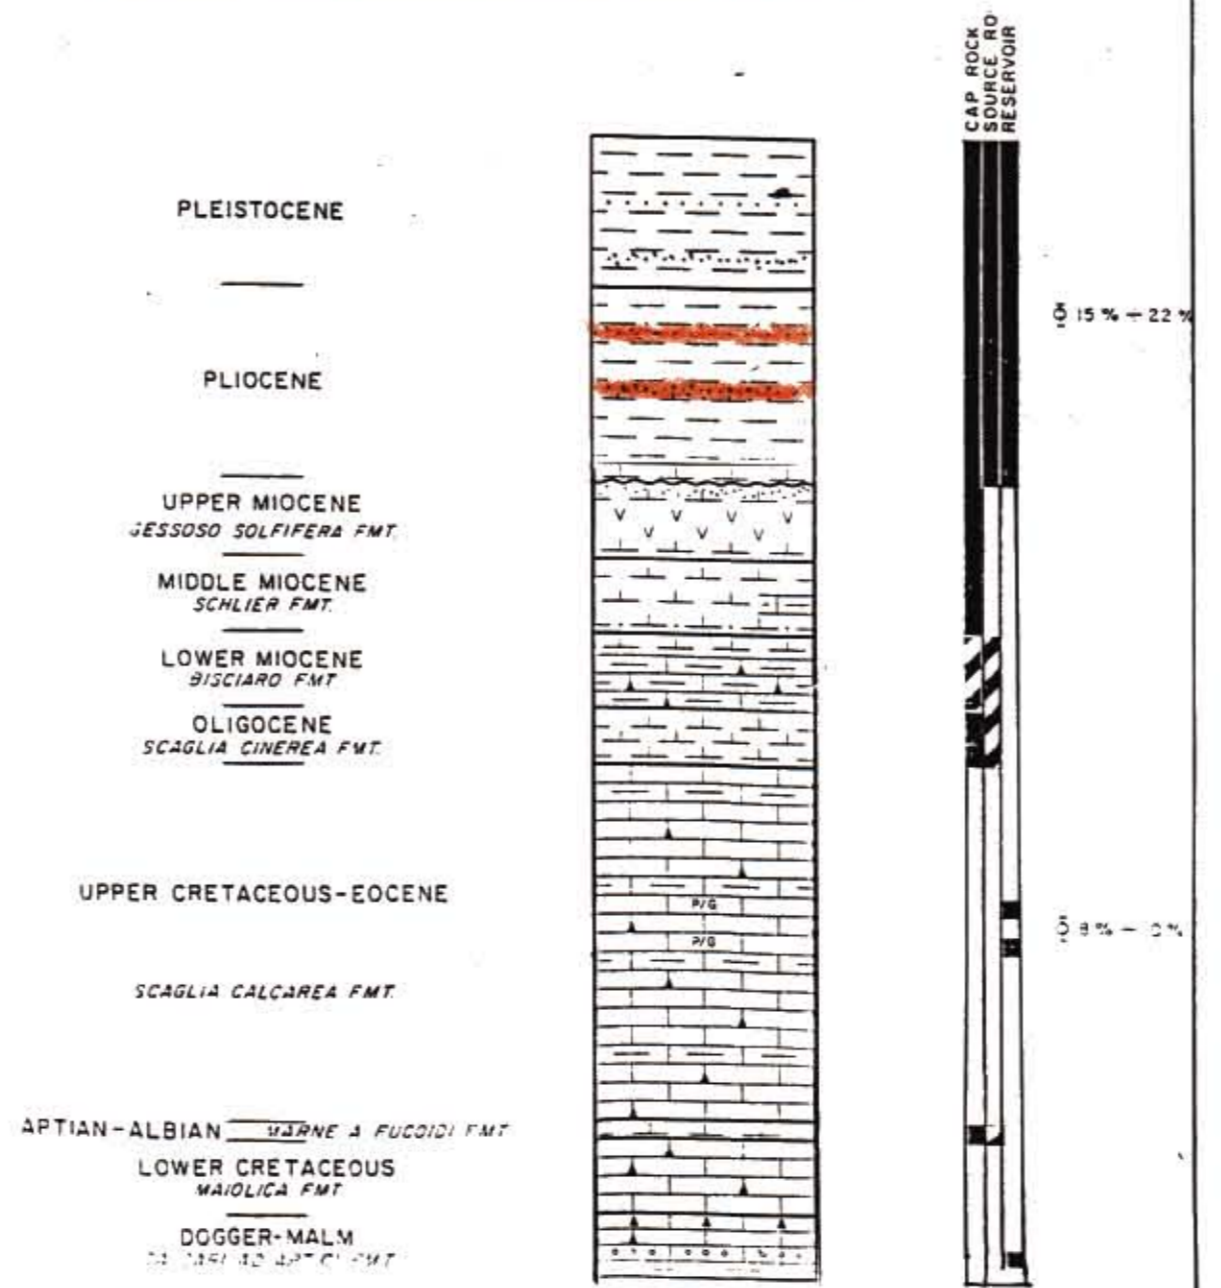 CAP ROCK
SOURCE RO
RESERVOIR
PLEISTOCENE
15 % ÷ 22 %
PLIOCENE
UPPER MIOCENE
GESSOSO SOLFIFERA FMT.
V V V V
V V V
MIDDLE MIOCENE
SCHLIER FMT.
LOWER MIOCENE
BISCIARO FMT
OLIGOCENE
SCAGLIA CINEREA FMT.
UPPER CRETACEOUS-EOCENE
P/G
P/G
8 %
SCAGLIA CALCAREA FMT.
APTIAN-ALBIAN MARNE A FUCOIDI FMT
LOWER CRETACEOUS
MAIOLICA FMT
DOGGER-MALM
FMT